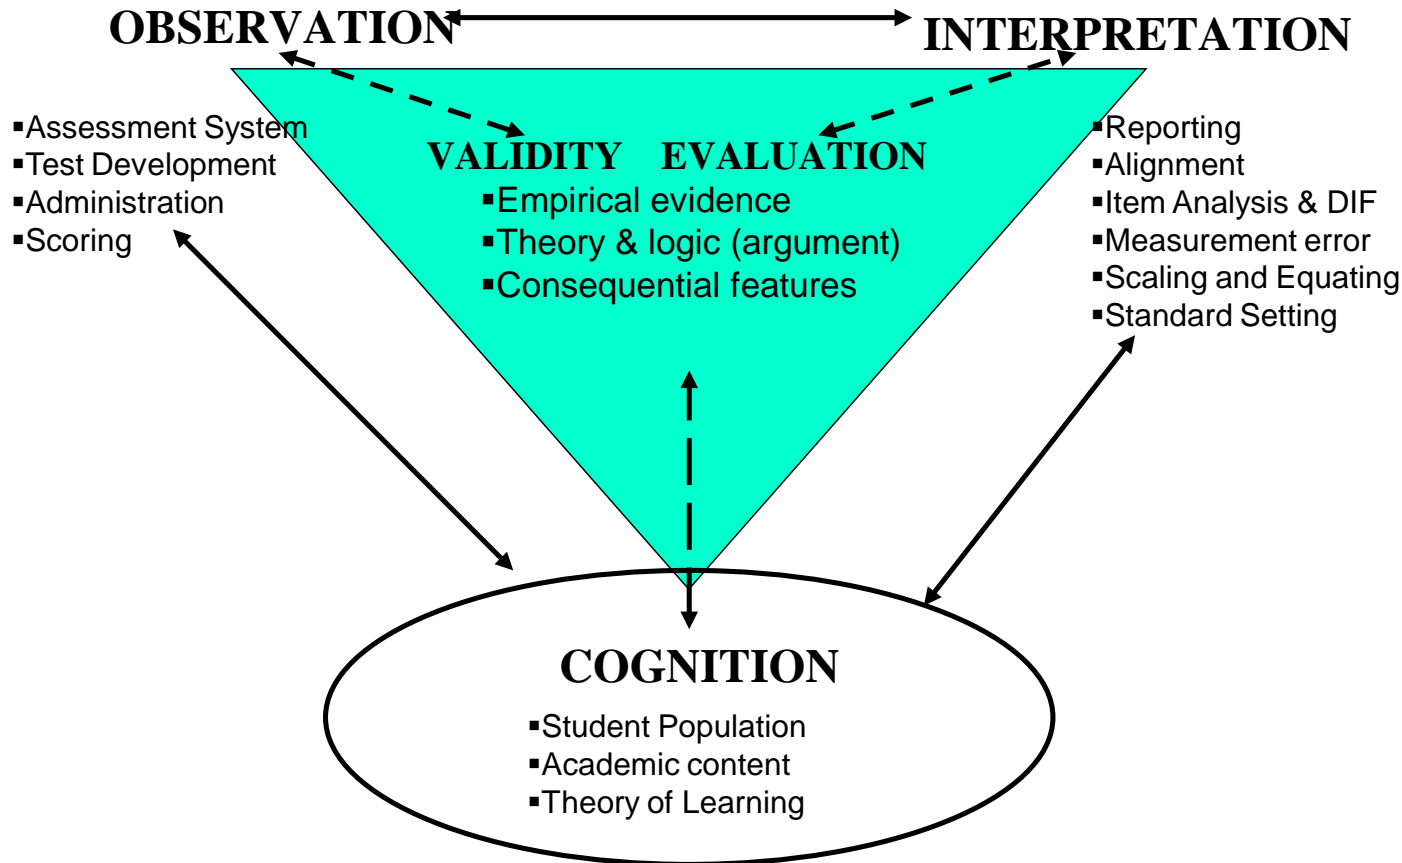 OBSERVATION
INTERPRETATION
▪Assessment System
▪Test Development
▪Administration
▪Scoring
VALIDITY EVALUATION
▪Empirical evidence
▪Theory & logic (argument)
▪Consequential features
▪Reporting
▪Alignment
▪Item Analysis & DIF
▪Measurement error
▪Scaling and Equating
▪Standard Setting
COGNITION
▪Student Population
▪Academic content
▪Theory of Learning